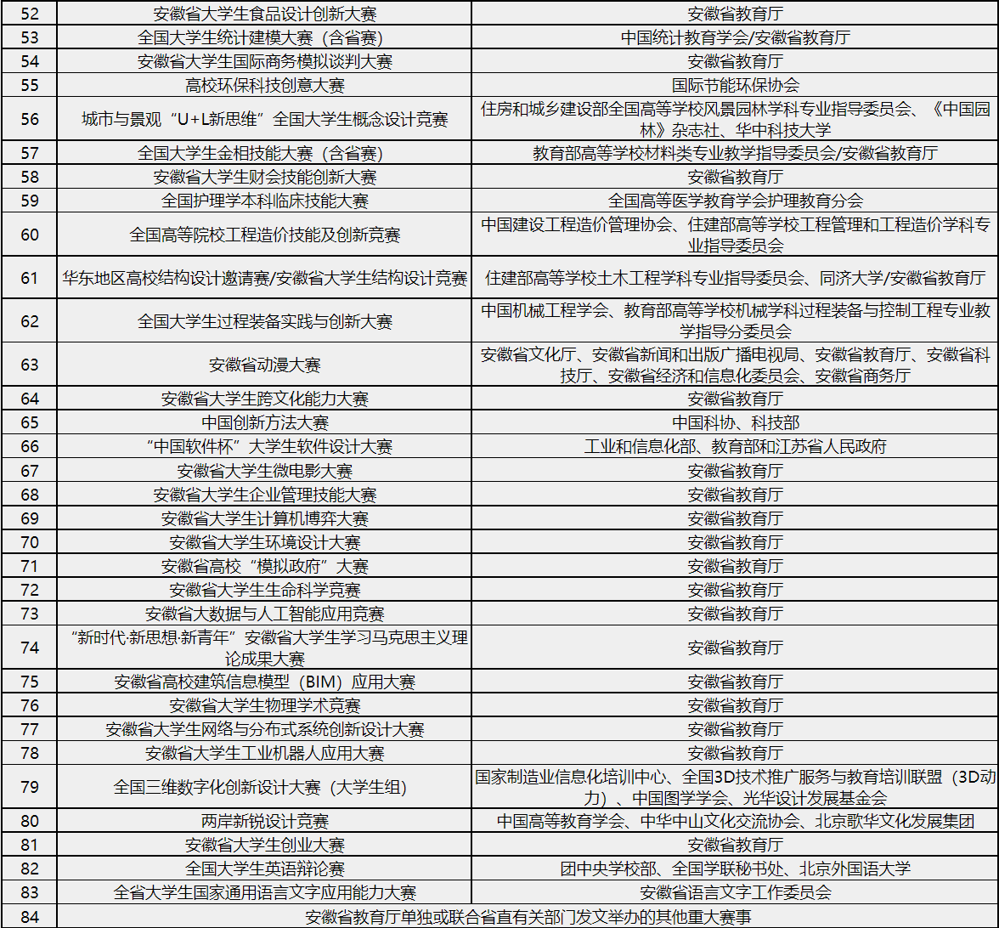 52 安徽省大学生食品设计创新大赛 安徽省教育厅
53 全国大学生统计建模大赛（含省赛） 中国统计教育学会/安徽省教育厅
54 安徽省大学生国际商务模拟谈判大赛 安徽省教育厅
55 高校环保科技创意大赛 国际节能环保协会
56 城市与景观“U+L新思维”全国大学生概念设计竞赛 住房和城乡建设部全国高等学校风景园林学科专业指导委员会、《中国园
林》杂志社、华中科技大学
57 全国大学生金相技能大赛（含省赛） 教育部高等学校材料类专业教学指导委员会/安徽省教育厅
58 安徽省大学生财会技能创新大赛 安徽省教育厅
59 全国护理学本科临床技能大赛 全国高等医学教育学会护理教育分会
60 全国高等院校工程造价技能及创新竞赛 中国建设工程造价管理协会、住建部高等学校工程管理和工程造价学科专
业指导委员会
61 华东地区高校结构设计邀请赛/安徽省大学生结构设计竞赛 住建部高等学校土木工程学科专业指导委员会、同济大学/安徽省教育厅
62 全国大学生过程装备实践与创新大赛 中国机械工程学会、教育部高等学校机械学科过程装备与控制工程专业教
学指导分委员会
63 安徽省动漫大赛 安徽省文化厅、安徽省新闻和出版广播电视局、安徽省教育厅、安徽省科
技厅、安徽省经济和信息化委员会、安徽省商务厅
64 安徽省大学生跨文化能力大赛 安徽省教育厅
65 中国创新方法大赛 中国科协、科技部
66 “中国软件杯”大学生软件设计大赛 工业和信息化部、教育部和江苏省人民政府
67 安徽省大学生微电影大赛 安徽省教育厅
68 安徽省大学生企业管理技能大赛 安徽省教育厅
69 安徽省大学生计算机博弈大赛 安徽省教育厅
70 安徽省大学生环境设计大赛 安徽省教育厅
71 安徽省高校“模拟政府”大赛 安徽省教育厅
72 安徽省大学生生命科学竞赛 安徽省教育厅
73 安徽省大数据与人工智能应用竞赛 安徽省教育厅
74 “新时代·新思想·新青年”安徽省大学生学习马克思主义理
论成果大赛 安徽省教育厅
75 安徽省高校建筑信息模型（BIM）应用大赛 安徽省教育厅
76 安徽省大学生物理学术竞赛 安徽省教育厅
77 安徽省大学生网络与分布式系统创新设计大赛 安徽省教育厅
78 安徽省大学生工业机器人应用大赛 安徽省教育厅
79 全国三维数字化创新设计大赛（大学生组） 国家制造业信息化培训中心、全国3D技术推广服务与教育培训联盟（3D动
力）、中国图学学会、光华设计发展基金会
80 两岸新锐设计竞赛 中国高等教育学会、中华中山文化交流协会、北京歌华文化发展集团
81 安徽省大学生创业大赛 安徽省教育厅
82 全国大学生英语辩论赛 团中央学校部、全国学联秘书处、北京外国语大学
83 全省大学生国家通用语言文字应用能力大赛 安徽省语言文字工作委员会
84 安徽省教育厅单独或联合省直有关部门发文举办的其他重大赛事